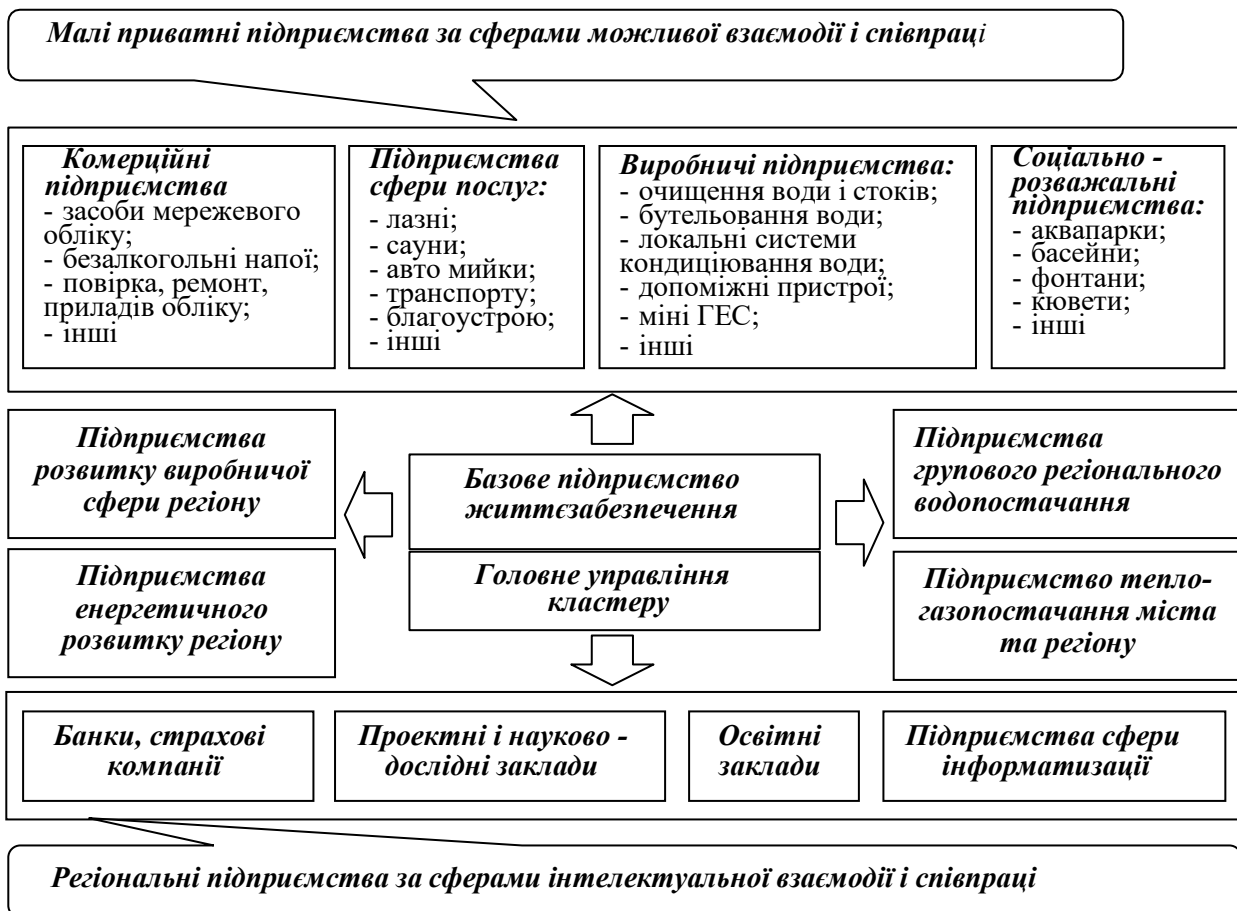 Малі приватні підприємства за сферами можливої взаємодії і співпраці
Комерційні
підприємства
- засоби мережевого
обліку;
- безалкогольні напої;
- повірка, ремонт,
приладів обліку;
- інші
Підприємства
сфери послуг:
- лазні;
- сауни;
- авто мийки;
- транспорту;
- благоустрою;
- інші
Виробничі підприємства:
- очищення води і стоків;
- бутельовання води;
- локальні системи
кондиціювання води;
- допоміжні пристрої;
- міні ГЕС;
- інші
Соціально -
розважальні
підприємства:
- аквапарки;
- басейни;
- фонтани;
- кювети;
- інші
Підприємства
розвитку виробничої
сфери регіону
Базове підприємство
життєзабезпечення
Підприємства
групового регіонального
водопостачання
Підприємства
енергетичного
розвитку регіону
Головне управління
кластеру
Підприємство тепло-
газопостачання міста
та регіону
Банки, страхові
компанії
Проектні і науково -
дослідні заклади
Освітні
заклади
Підприємства сфери
інформатизації
Регіональні підприємства за сферами інтелектуальної взаємодії і співпраці